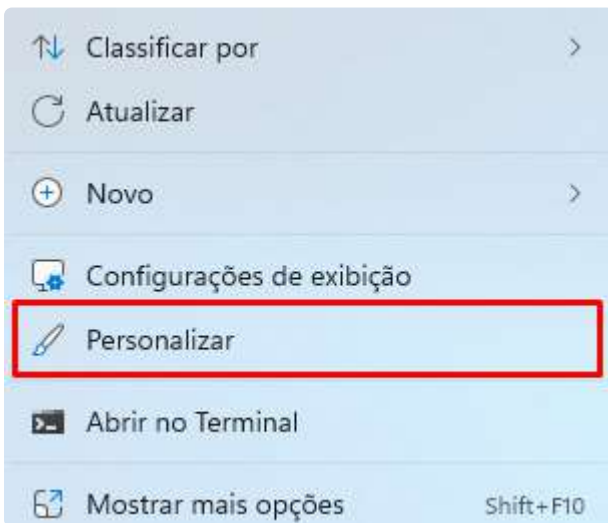 Classificar por
Atualizar
Novo
Configurações de exibição
Personalizar
Abrir no Terminal
Mostrar mais opções Shift+F10